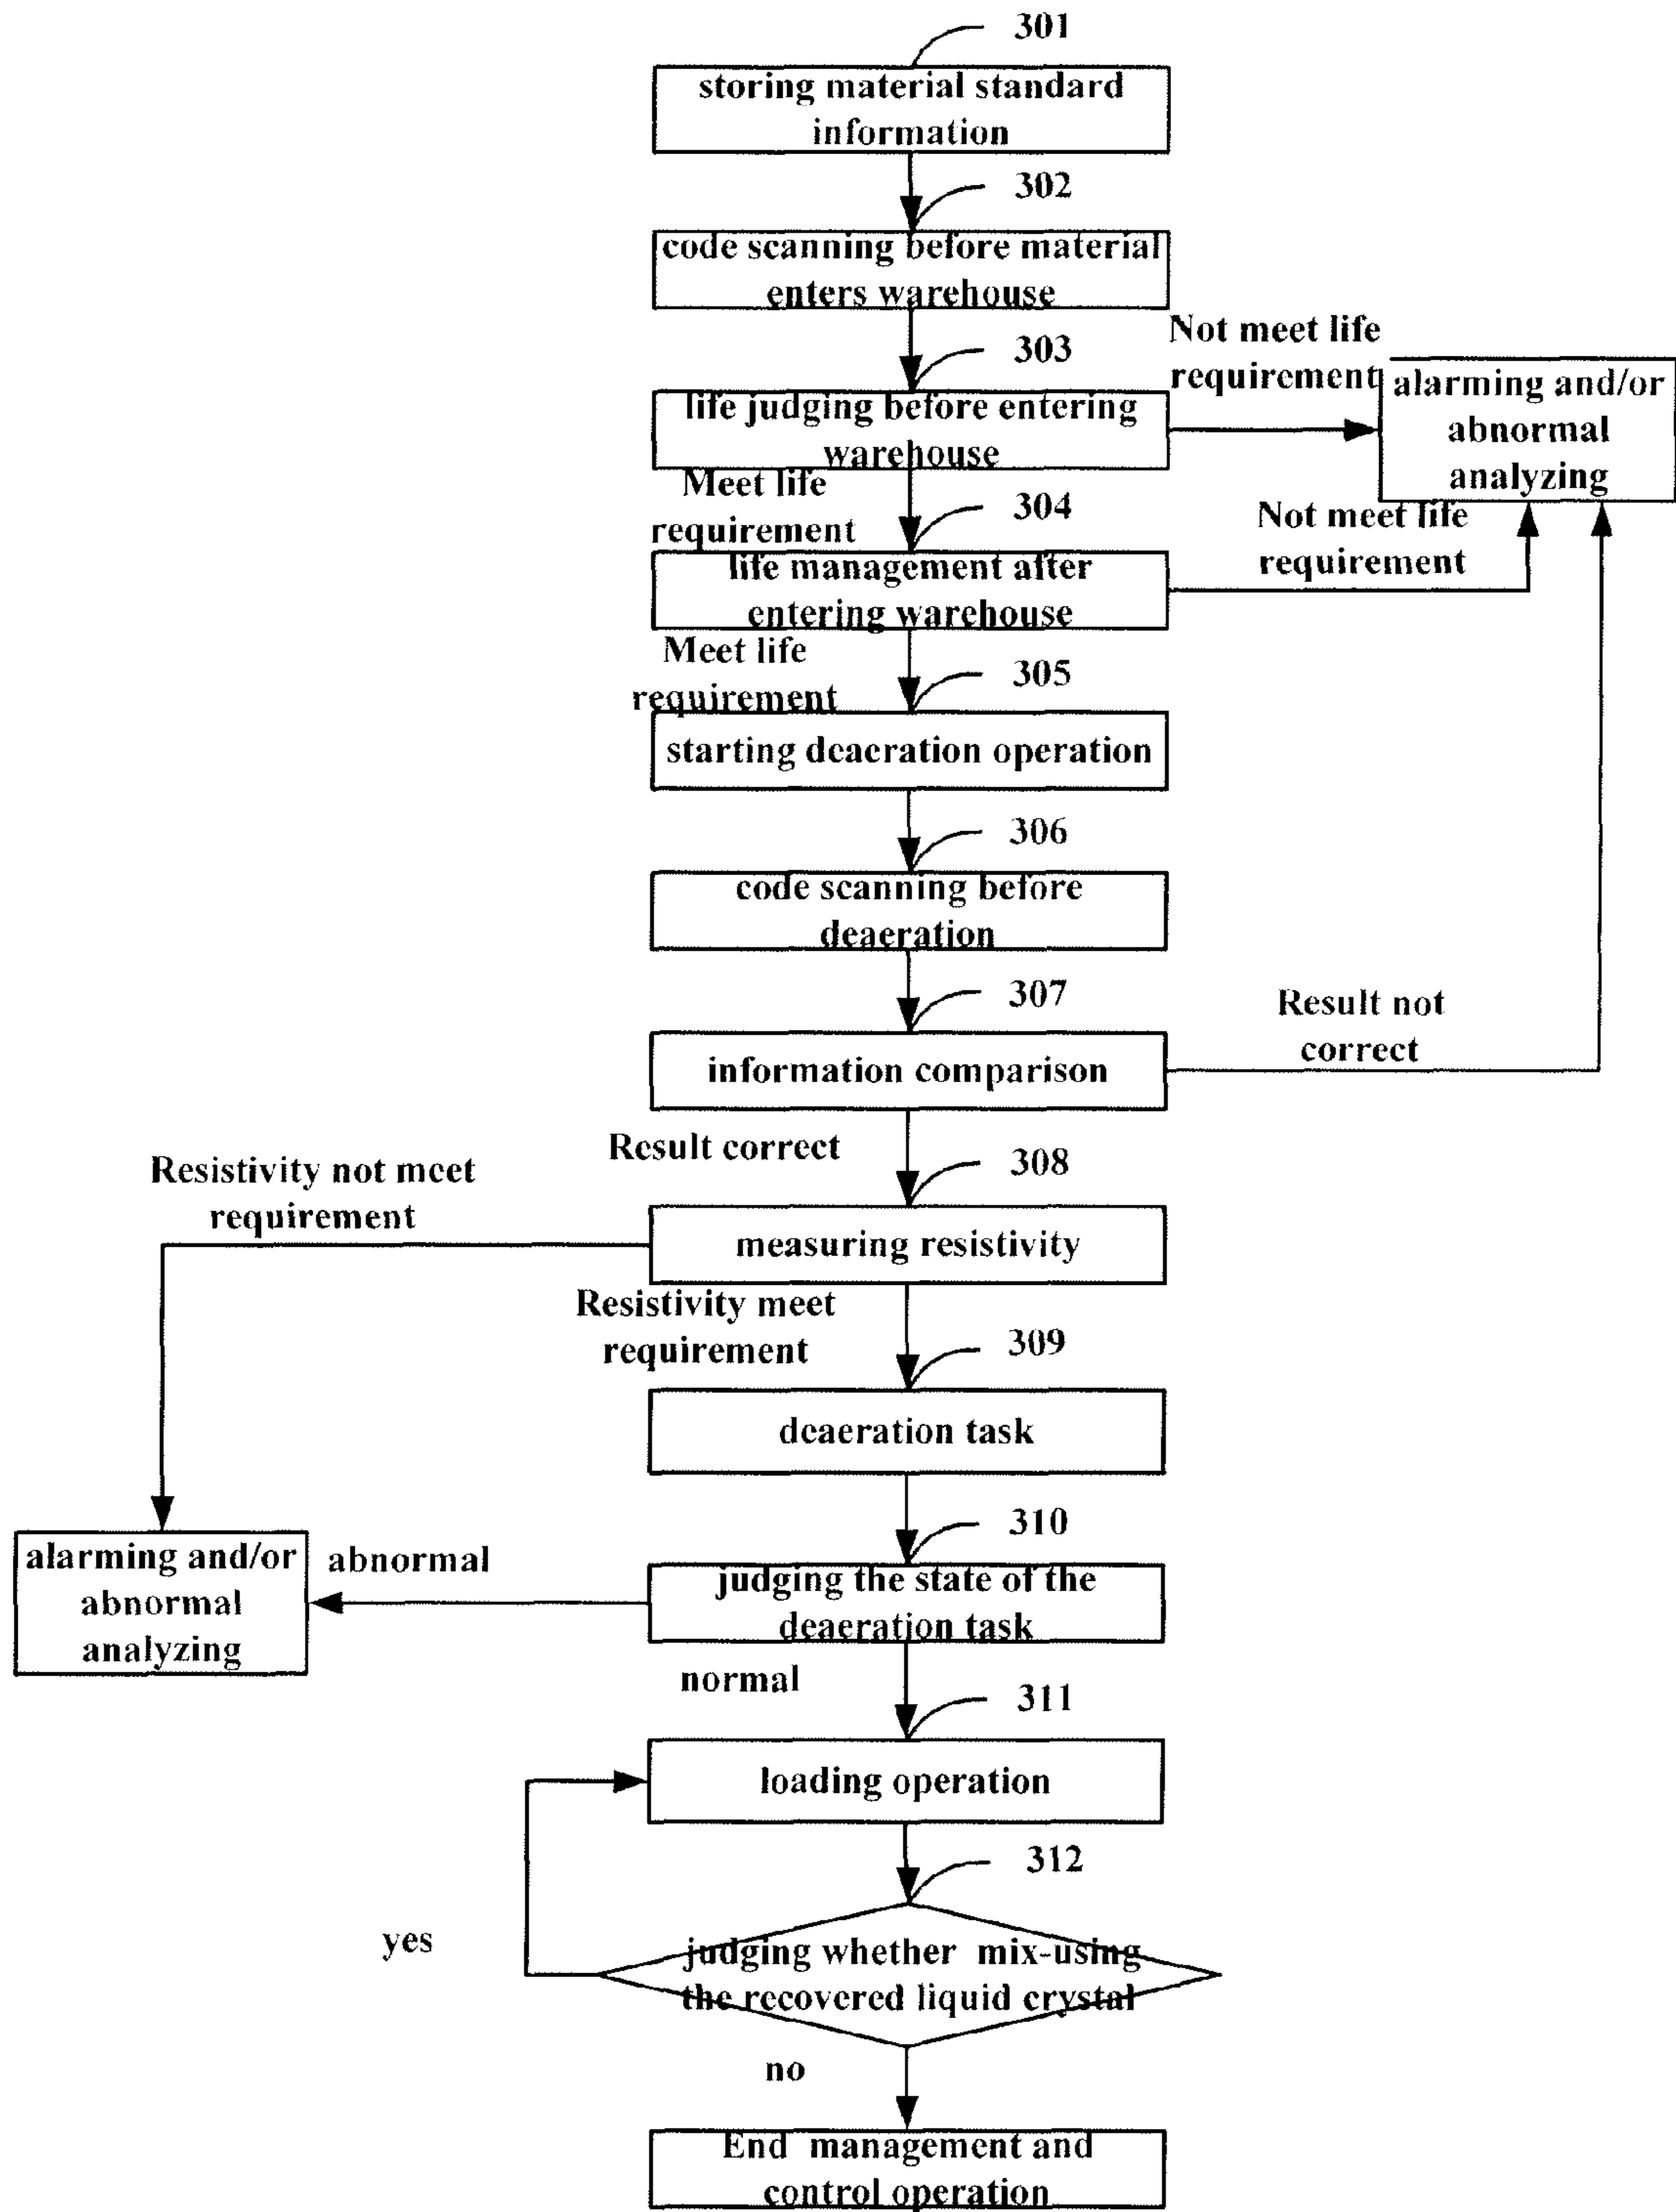 301
storing material standard
information
302
code scanning before material
enters warehouse
303
life judging before entering
warehouse
Not meet life
requirement
alarming and/or
abnormal
analyzing
Meet life
requirement
304
life management after
entering warehouse
Not meet life
requirement
Meet life
requirement
305
starting deaeration operation
306
code scanning before
deaeration
307
information comparison
Result not
correct
Result correct
308
measuring resistivity
Resistivity not meet
requirement
Resistivity meet
requirement
309
deaeration task
310
judging the state of the
deaeration task
abnormal
alarming and/or
abnormal
analyzing
normal
311
loading operation
312
judging whether mix-using
the recovered liquid crystal
yes
no
End management and
control operation